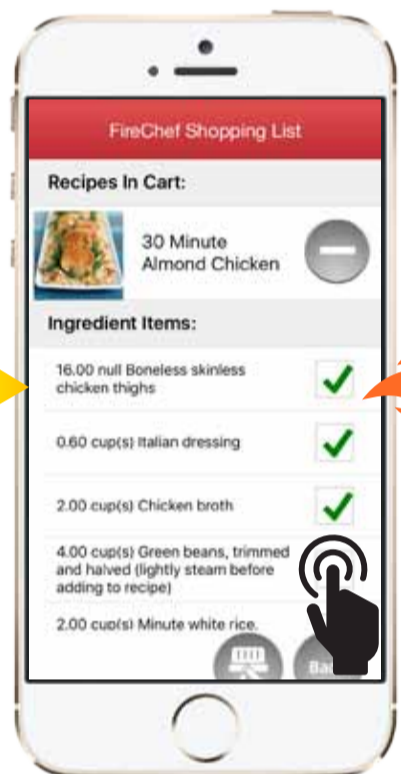 FireChef Shopping List
Recipes In Cart:
30 Minute
Almond Chicken
Ingredient Items:
16.00 null Boneless skinless
chicken thighs
0.60 cup(s) Italian dressing
2.00 cup(s) Chicken broth
4.00 cup(s) Green beans, trimmed
and halved (lightly steam before
adding to recipe)
2.00 cup(s) Minute white rice.